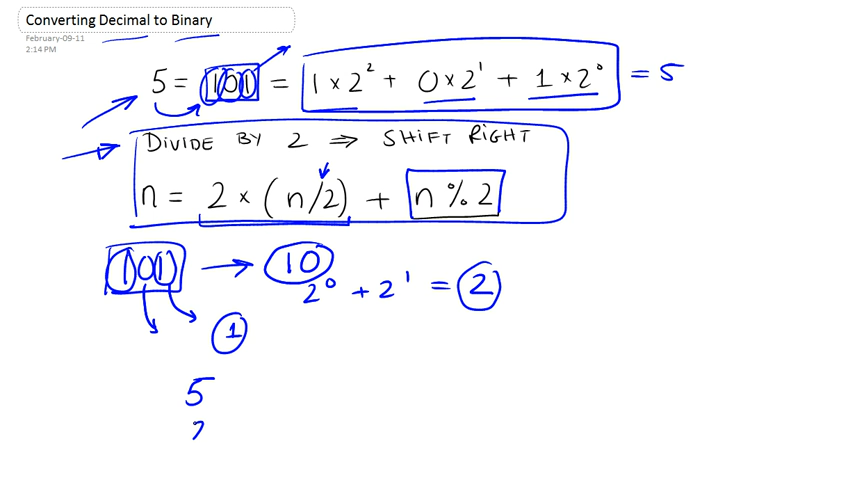 Converting Decimal to Binary
February-09-11
2:14 PM
5 = 101 = 1 × 2² + 0 × 2¹ + 1 × 2⁰ = 5
DIVIDE BY 2 ⇒ SHIFT RIGHT
n = 2 × (n/2) + n % 2
101 → 10
2⁰ + 2¹ = 2
1
5
2